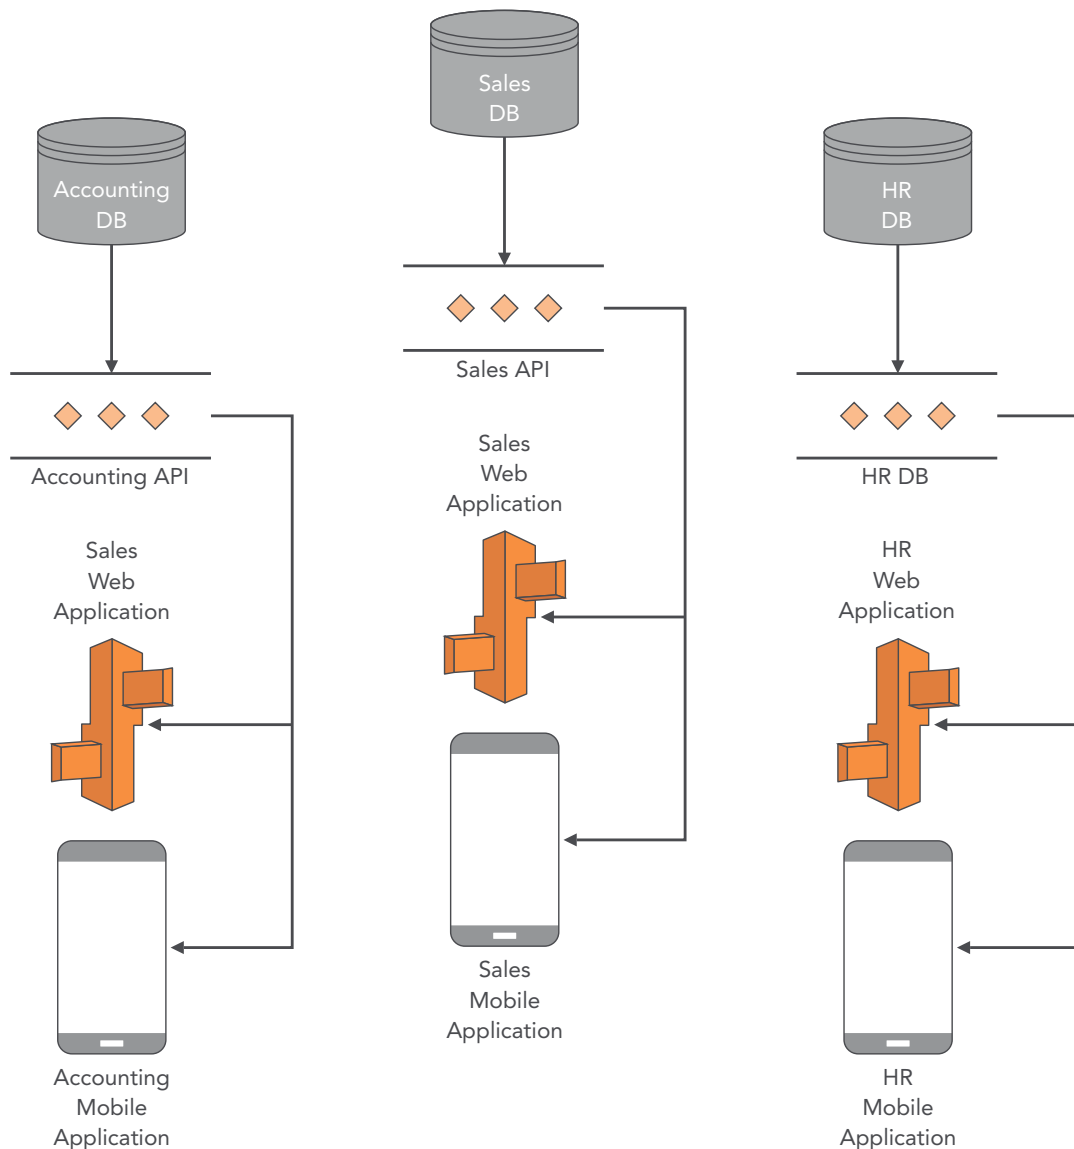 Accounting
DB
Accounting API
Sales
Web
Application
Accounting
Mobile
Application
Sales
DB
Sales API
Sales
Web
Application
Sales
Mobile
Application
HR
DB
HR DB
HR
Web
Application
HR
Mobile
Application